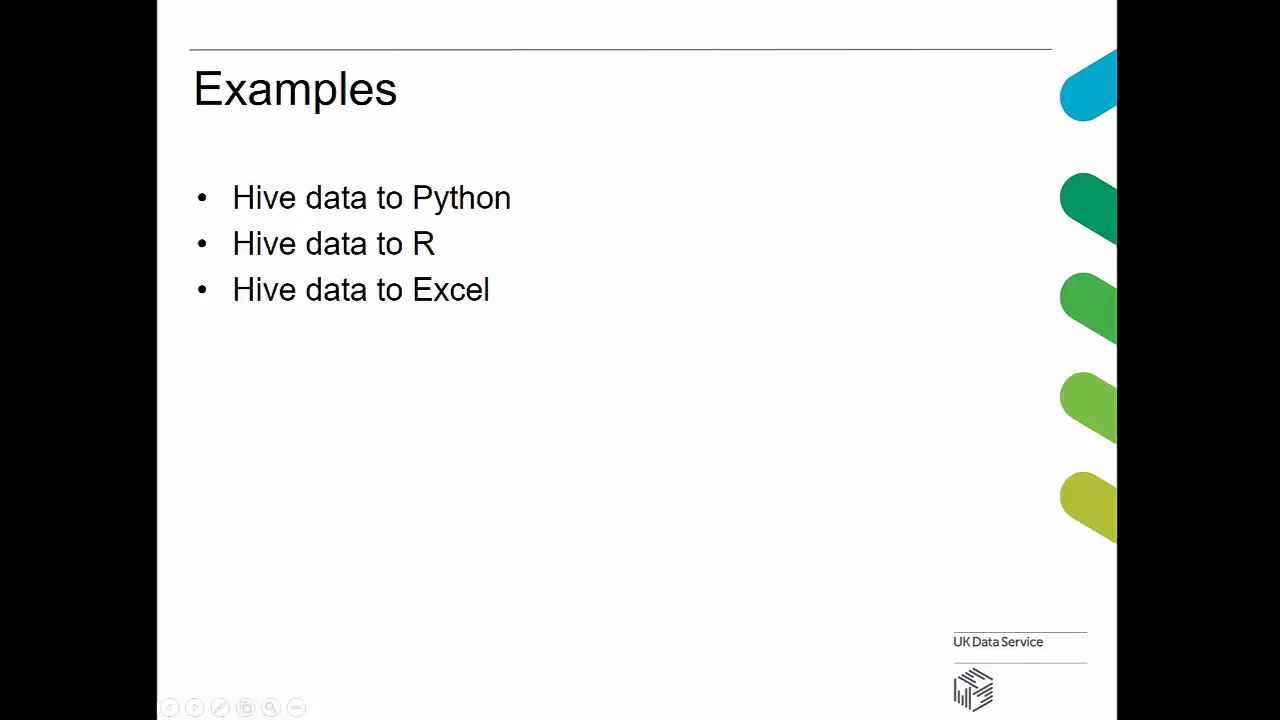 Examples
• Hive data to Python
• Hive data to R
• Hive data to Excel
UK Data Service